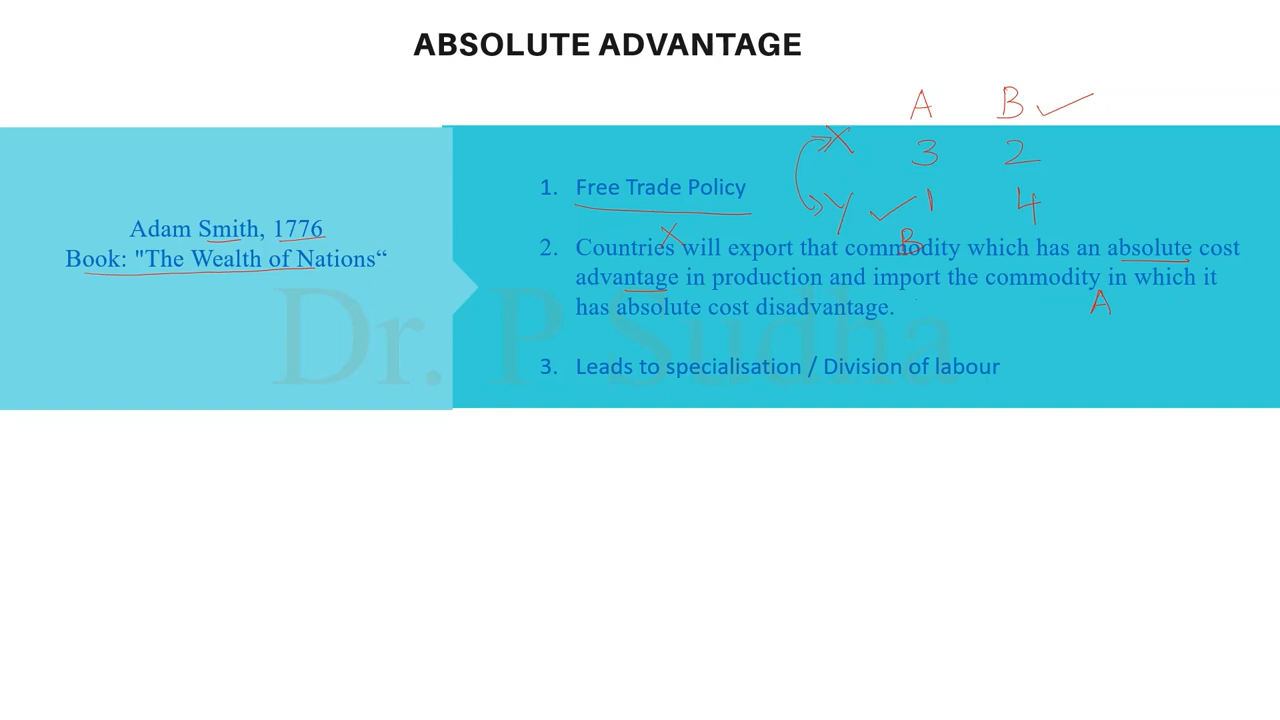 ABSOLUTE ADVANTAGE
A B
X 3 2
Y 1 4
Adam Smith, 1776
Book: "The Wealth of Nations“
1. Free Trade Policy
X B
2. Countries will export that commodity which has an absolute cost
advantage in production and import the commodity in which it
has absolute cost disadvantage.
A
3. Leads to specialisation / Division of labour
Dr. P Sudha